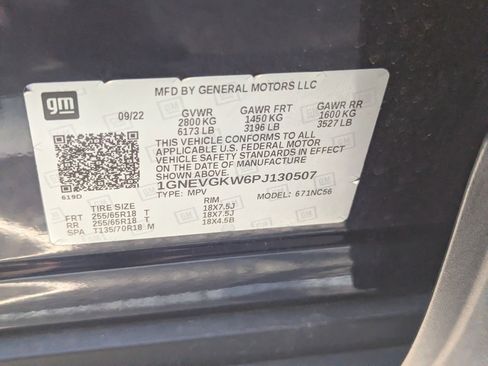 gm
MFD BY GENERAL MOTORS LLC
09/22 GVWR GAWR FRT GAWR RR
2800 KG 1450 KG 1600 KG
6173 LB 3196 LB 3527 LB
THIS VEHICLE CONFORMS TO ALL
APPLICABLE U.S. FEDERAL MOTOR
VEHICLE SAFETY STANDARDS IN EFFECT
ON THE DATE OF MANUFACTURE
SHOWN ABOVE.
619D
1GNEVGKW6PJ130507
TYPE: MPV MODEL: 671NC56
TIRE SIZE RIM
FRT 255/65R18 T 18X7.5J
RR 255/65R18 T 18X7.5J
SPA T135/70R18 M 18X4.5B